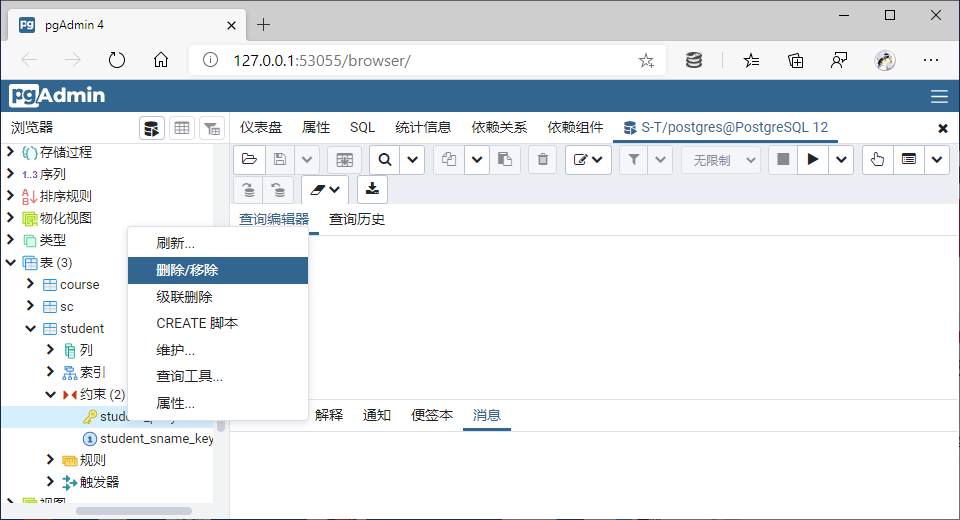 pgAdmin 4
127.0.0.1:53055/browser/
pgAdmin
浏览器
仪表盘 属性 SQL 统计信息 依赖关系 依赖组件 S-T/postgres@PostgreSQL 12
存储过程
1..3 序列
排序规则
物化视图
类型
表 (3)
course
sc
student
列
索引
约束 (2)
student_sname_key
规则
触发器
视图
无限制
查询编辑器 查询历史
刷新...
删除/移除
级联删除
CREATE 脚本
维护...
查询工具...
属性...
解释 通知 便签本 消息